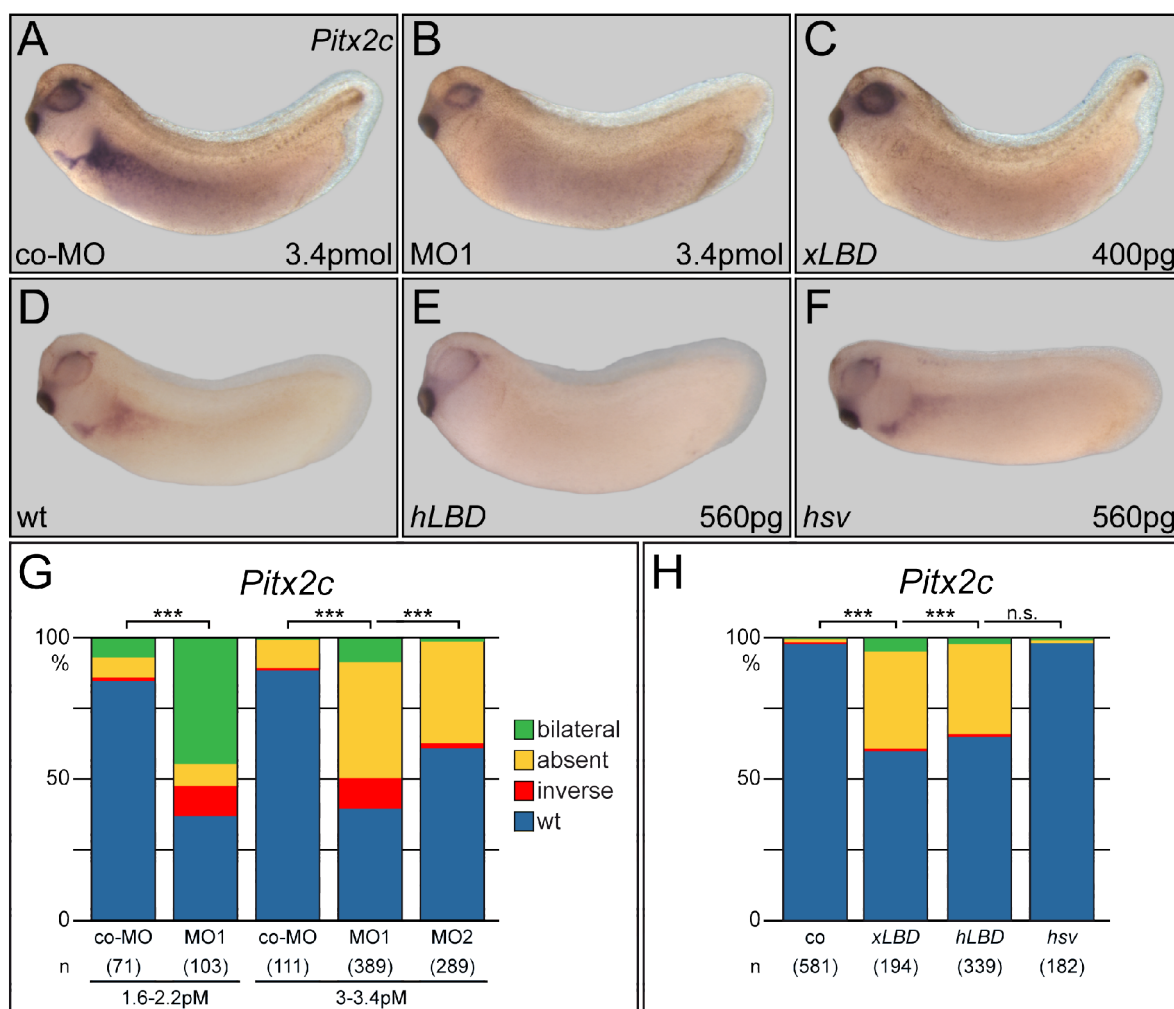 A
Pitx2c
co-MO 3.4pmol
B
MO1 3.4pmol
C
xLBD 400pg
D
wt
E
hLBD 560pg
F
hsv 560pg
G
Pitx2c
*** *** ***
100
%
50
0
bilateral
absent
inverse
wt
co-MO MO1 co-MO MO1 MO2
n (71) (103) (111) (389) (289)
1.6-2.2pM 3-3.4pM
H
Pitx2c
*** *** n.s.
100
%
50
0
co xLBD hLBD hsv
n (581) (194) (339) (182)